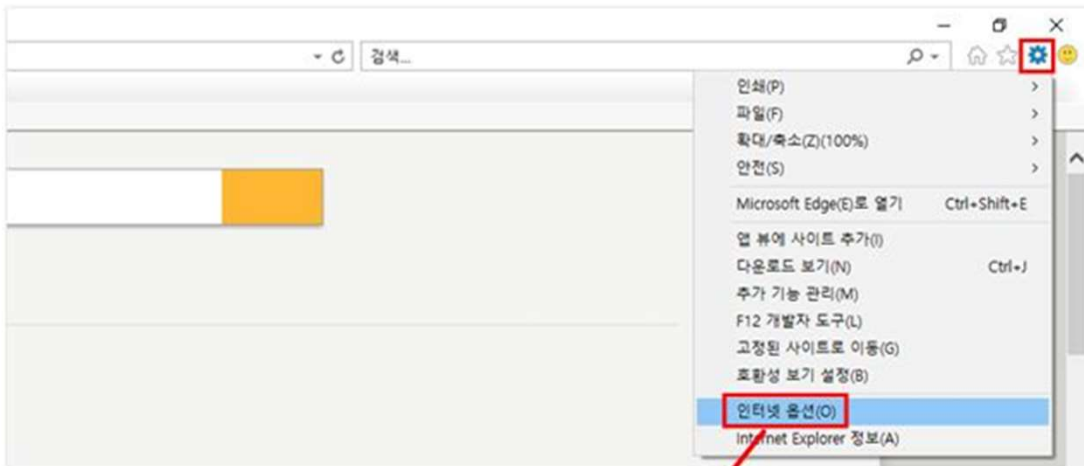 검색...
인쇄(P)
파일(F)
확대/축소(Z)(100%)
안전(S)
Microsoft Edge(E)로 열기 Ctrl+Shift+E
앱 뷰에 사이트 추가(I)
다운로드 보기(N) Ctrl+J
추가 기능 관리(M)
F12 개발자 도구(L)
고정된 사이트로 이동(G)
호환성 보기 설정(B)
인터넷 옵션(O)
Internet Explorer 정보(A)